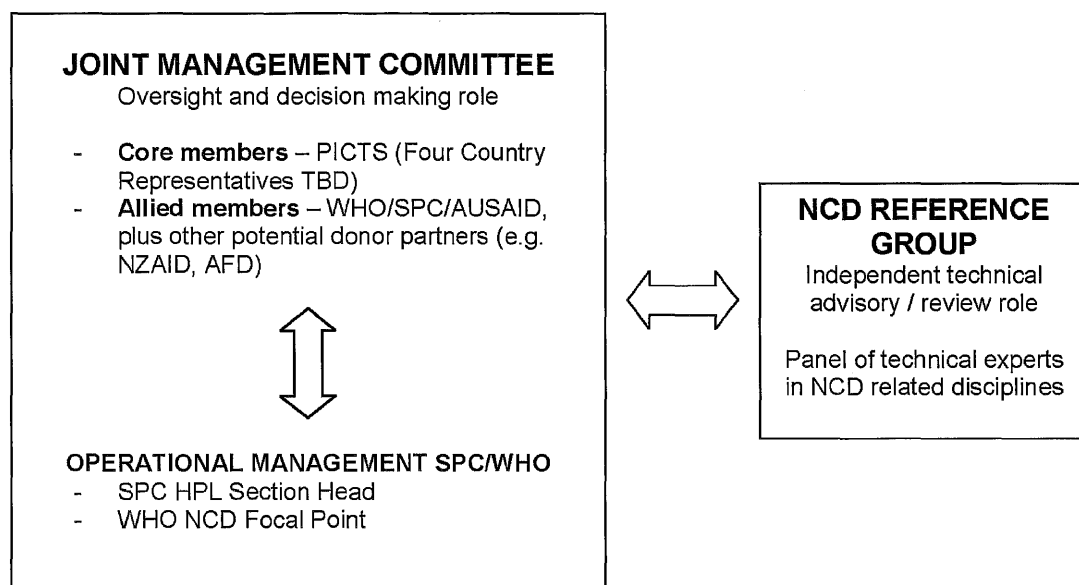 JOINT MANAGEMENT COMMITTEE
Oversight and decision making role
- Core members – PICTS (Four Country
Representatives TBD)
- Allied members – WHO/SPC/AUSAID,
plus other potential donor partners (e.g.
NZAID, AFD)
OPERATIONAL MANAGEMENT SPC/WHO
- SPC HPL Section Head
- WHO NCD Focal Point
NCD REFERENCE
GROUP
Independent technical
advisory / review role
Panel of technical experts
in NCD related disciplines